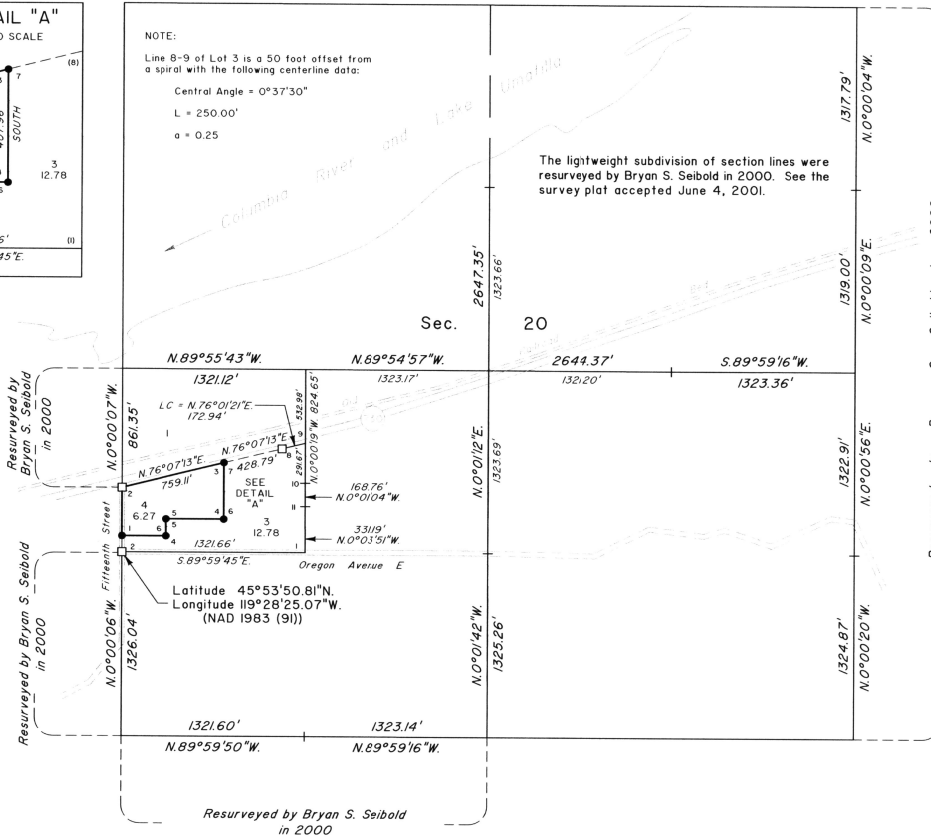 AIL "A"
SCALE
(8)
7
SOUTH
3
12.78
(1)
45"E.
NOTE:
Line 8-9 of Lot 3 is a 50 foot offset from
a spiral with the following centerline data:
Central Angle = 0°37'30"
L = 250.00'
a = 0.25
Columbia River and Lake Umatilla
The lightweight subdivision of section lines were
resurveyed by Bryan S. Seibold in 2000. See the
survey plat accepted June 4, 2001.
1317.79'
N.0°00'04"W.
1319.00'
N.0°00'09"E.
2647.35'
1323.66'
Sec. 20
N.89°55'43"W.
N.89°54'57"W.
2644.37'
S.89°59'16"W.
1321.12'
1323.17'
1321.20'
1323.36'
Resurveyed by
Bryan S. Seibold
in 2000
N.0°00'07"W.
861.35'
LC = N.76°01'21"E.
172.94'
1
532.98'
N.0°00'19"W. 824.65'
9
N.76°07'13"E.
759.11'
N.76°07'13"E.
428.79'
8
291.67'
3
7
2
SEE
DETAIL
"A"
10
11
168.76'
N.0°01'04"W.
4
6.27
5
5
4
6
3
12.78
1
6
4
33.119'
N.0°03'51"W.
1321.66'
1
2
S.89°59'45"E.
Oregon Avenue E
Fifteenth Street
N.0°01'12"E.
1323.69'
1322.91'
N.0°00'56"E.
Latitude 45°53'50.81"N.
Longitude 119°28'25.07"W.
(NAD 1983 (91))
Resurveyed by Bryan S. Seibold
in 2000
N.0°00'06"W.
1326.04'
N.0°01'42"W.
1325.26'
1324.87'
N.0°00'20"W.
1321.60'
1323.14'
N.89°59'50"W.
N.89°59'16"W.
Resurveyed by Bryan S. Seibold
in 2000